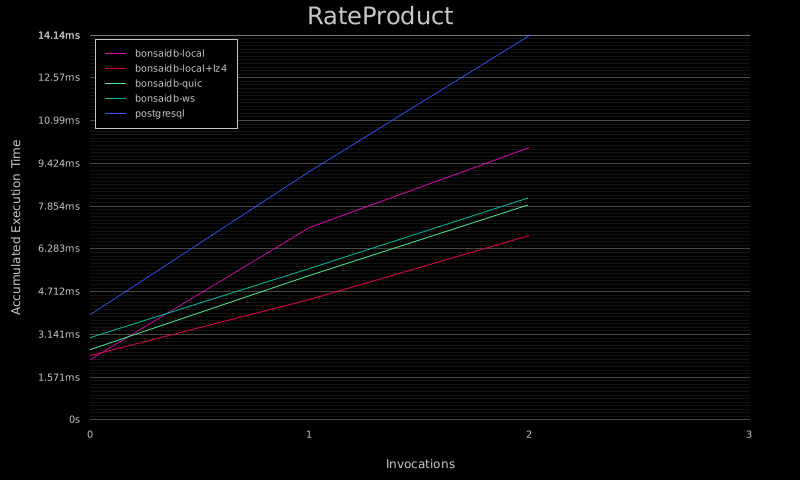 RateProduct
14.14ms
12.57ms
10.99ms
9.424ms
7.854ms
6.283ms
4.712ms
3.141ms
1.571ms
0s
bonsaidb-local
bonsaidb-local+lz4
bonsaidb-quic
bonsaidb-ws
postgresql
Accumulated Execution Time
0 1 2 3
Invocations